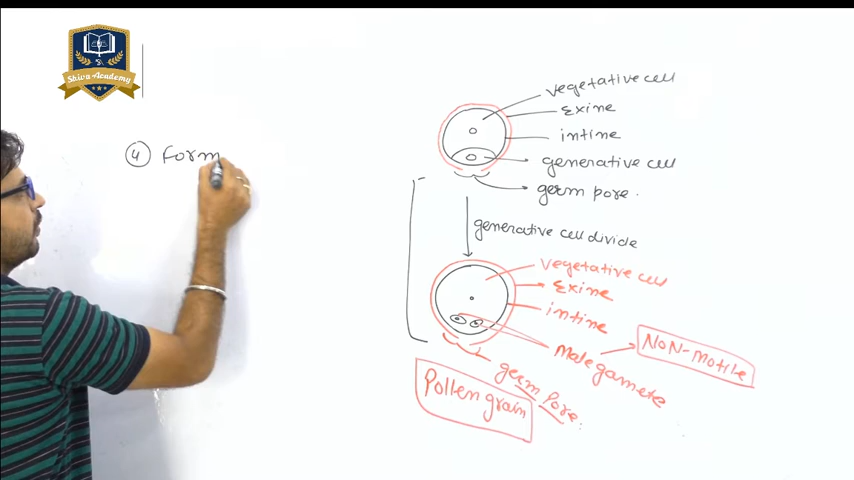 Shiva Academy
④ Form
vegetative cell
Exine
intine
generative cell
germ pore.
generative cell divide
vegetative cell
Exine
intine
Male gamete
NoN-motile
germ Pore.
Pollen grain